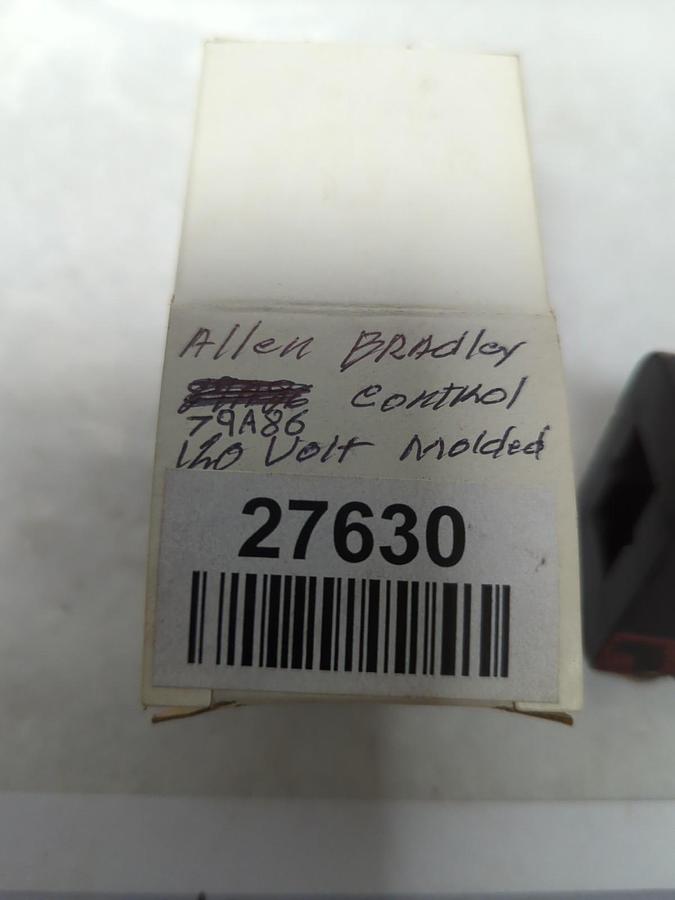 Allen BRAdley
Control
79A86
120 Volt Molded
27630